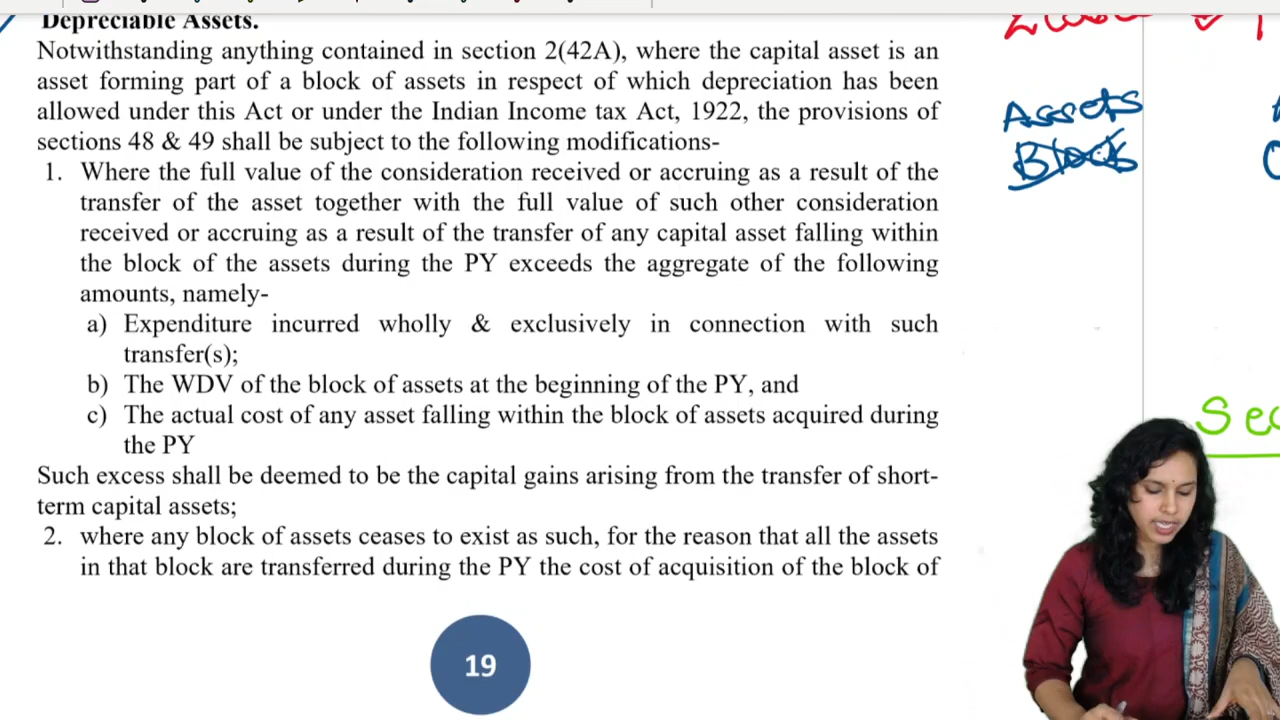 Depreciable Assets.
Notwithstanding anything contained in section 2(42A), where the capital asset is an
asset forming part of a block of assets in respect of which depreciation has been
allowed under this Act or under the Indian Income tax Act, 1922, the provisions of
sections 48 & 49 shall be subject to the following modifications-
1. Where the full value of the consideration received or accruing as a result of the
transfer of the asset together with the full value of such other consideration
received or accruing as a result of the transfer of any capital asset falling within
the block of the assets during the PY exceeds the aggregate of the following
amounts, namely-
a) Expenditure incurred wholly & exclusively in connection with such
transfer(s);
b) The WDV of the block of assets at the beginning of the PY, and
c) The actual cost of any asset falling within the block of assets acquired during
the PY
Such excess shall be deemed to be the capital gains arising from the transfer of short-
term capital assets;
2. where any block of assets ceases to exist as such, for the reason that all the assets
in that block are transferred during the PY the cost of acquisition of the block of
19
Assets
Block
Sec